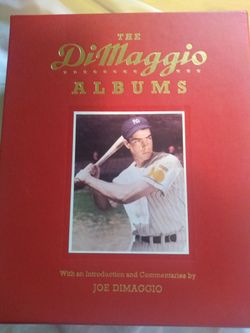 THE
DiMaggio
ALBUMS
With an Introduction and Commentaries by
JOE DIMAGGIO